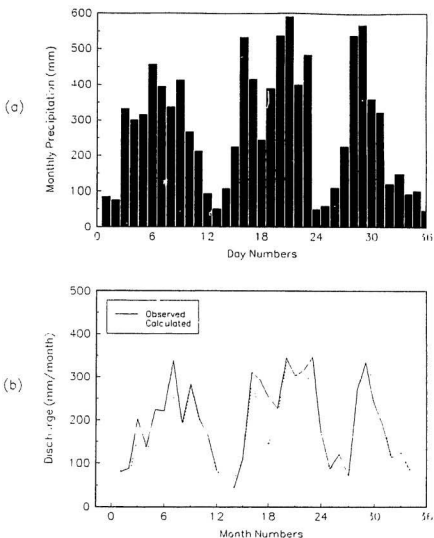 (a)
Monthly Precipitation (mm)
600
500
400
300
200
100
0
0 6 12 18 24 30 36
Day Numbers
(b)
Discharge (mm/month)
500
400
300
200
100
0
Observed
Calculated
0 6 12 18 24 30 36
Month Numbers